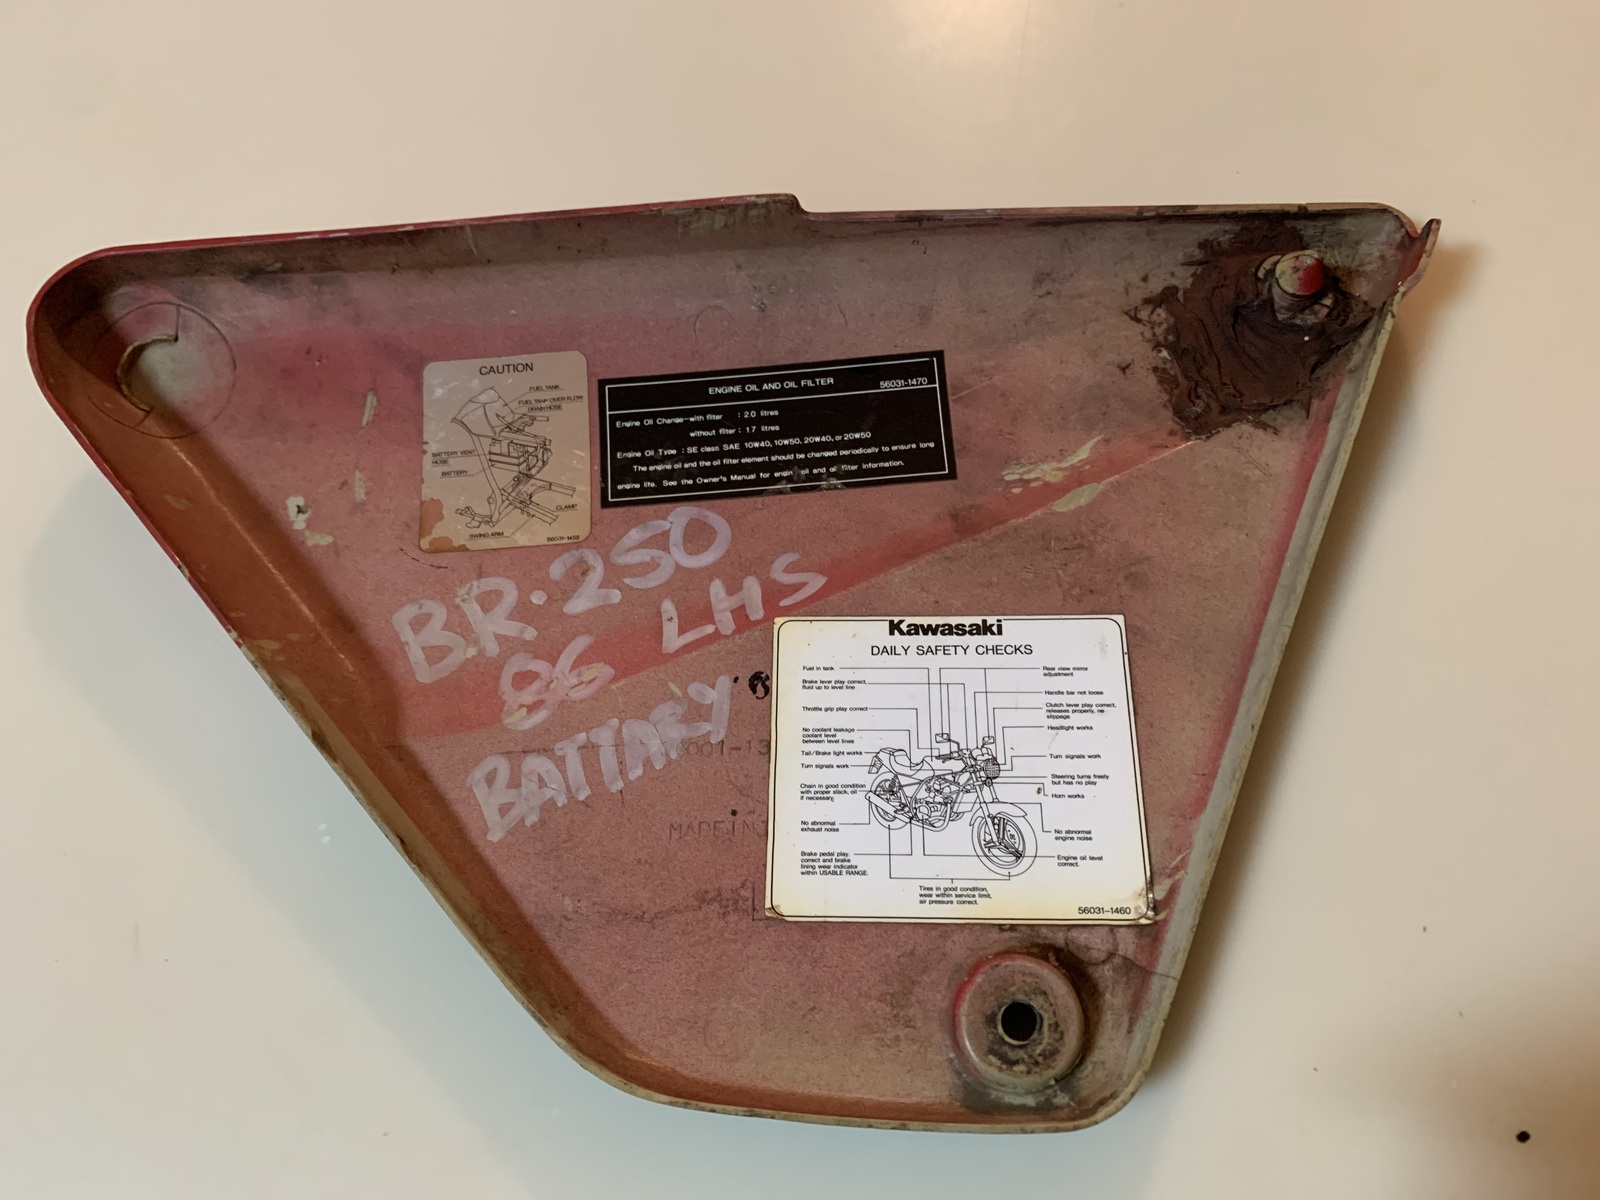 CAUTION
FUEL TANK
FUEL TANK OVER FLOW
DRAIN HOSE
BATTERY VENT
HOSE
BATTERY
CLAMP
SWING ARM
ENGINE OIL AND OIL FILTER 56031-1470
Engine Oil Change-with filter : 2.0 litres
without filter : 1.7 litres
Engine Oil Type : SE class SAE 10W40, 10W50, 20W40, or 20W50
The engine oil and the oil filter element should be changed periodically to ensure long
engine life. See the Owner's Manual for engin oil and oil filter information.
BR.250
86 LHS
BATTARY
MADE IN
Kawasaki
DAILY SAFETY CHECKS
Fuel in tank
Brake lever play correct,
fluid up to level line
Throttle grip play correct
No coolant leakage
coolant level
between level lines
Tail/Brake light works
Turn signals work
Chain in good condition
with proper slack, oil
if necessary.
No abnormal
exhaust noise
Brake pedal play,
correct and brake
lining wear indicator
within USABLE RANGE.
Rear view mirror
adjustment
Handle bar not loose
Clutch lever play correct,
releases properly, no
slippage
Headlight works
Turn signals work
Steering turns freely
but has no play
Horn works
No abnormal
engine noise
Engine oil level
correct.
Tires in good condition,
wear within service limit,
air pressure correct.
56031-1460